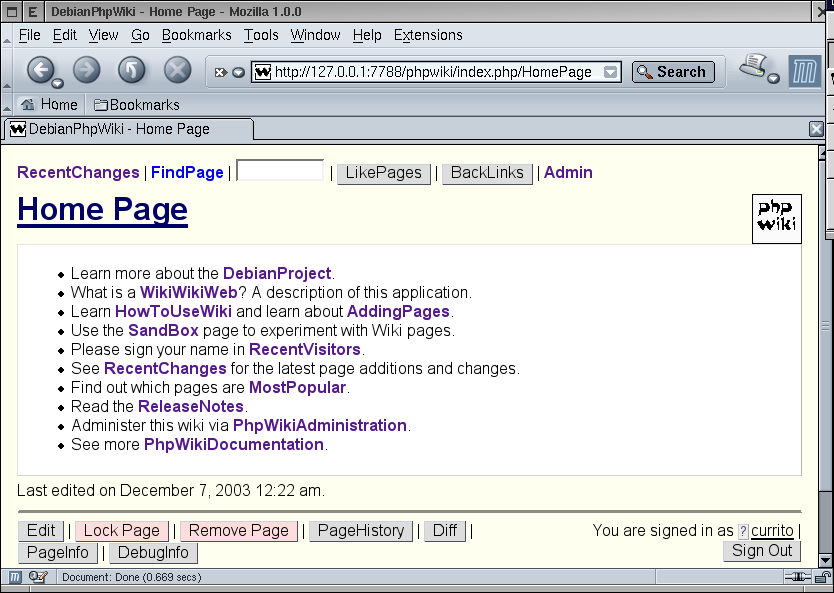 DebianPhpWiki - Home Page - Mozilla 1.0.0
File Edit View Go Bookmarks Tools Window Help Extensions
http://127.0.0.1:7788/phpwiki/index.php/HomePage Search
Home Bookmarks
DebianPhpWiki - Home Page
RecentChanges | FindPage | | LikePages | BackLinks | Admin
Home Page
php
wiki
Learn more about the DebianProject.
What is a WikiWikiWeb? A description of this application.
Learn HowToUseWiki and learn about AddingPages.
Use the SandBox page to experiment with Wiki pages.
Please sign your name in RecentVisitors.
See RecentChanges for the latest page additions and changes.
Find out which pages are MostPopular.
Read the ReleaseNotes.
Administer this wiki via PhpWikiAdministration.
See more PhpWikiDocumentation.
Last edited on December 7, 2003 12:22 am.
Edit | Lock Page | Remove Page | PageHistory | Diff | You are signed in as ? currito |
PageInfo | DebugInfo Sign Out
Document: Done (0.669 secs)